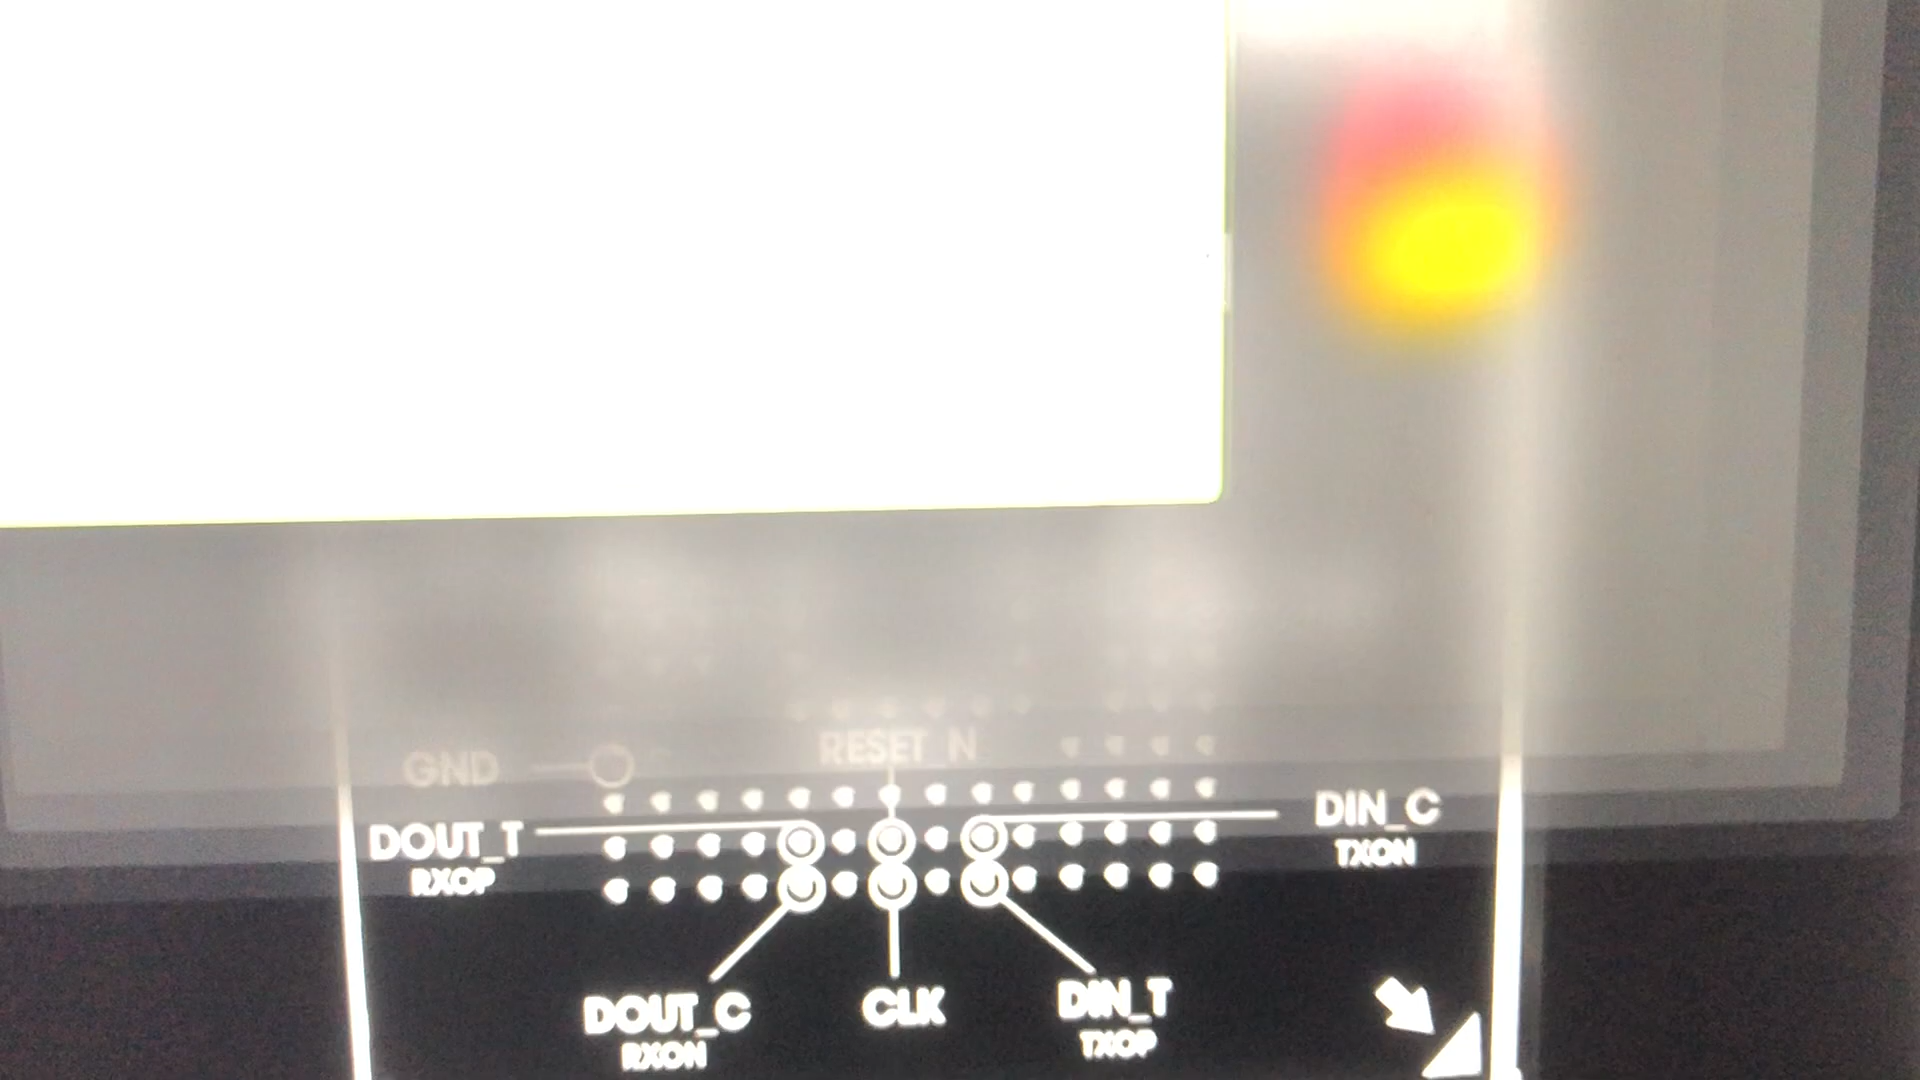 RESET_N
GND
DOUT_T
RXOP
DIN_C
TXON
DOUT_C
RXON
CLK
DIN_T
TXOP